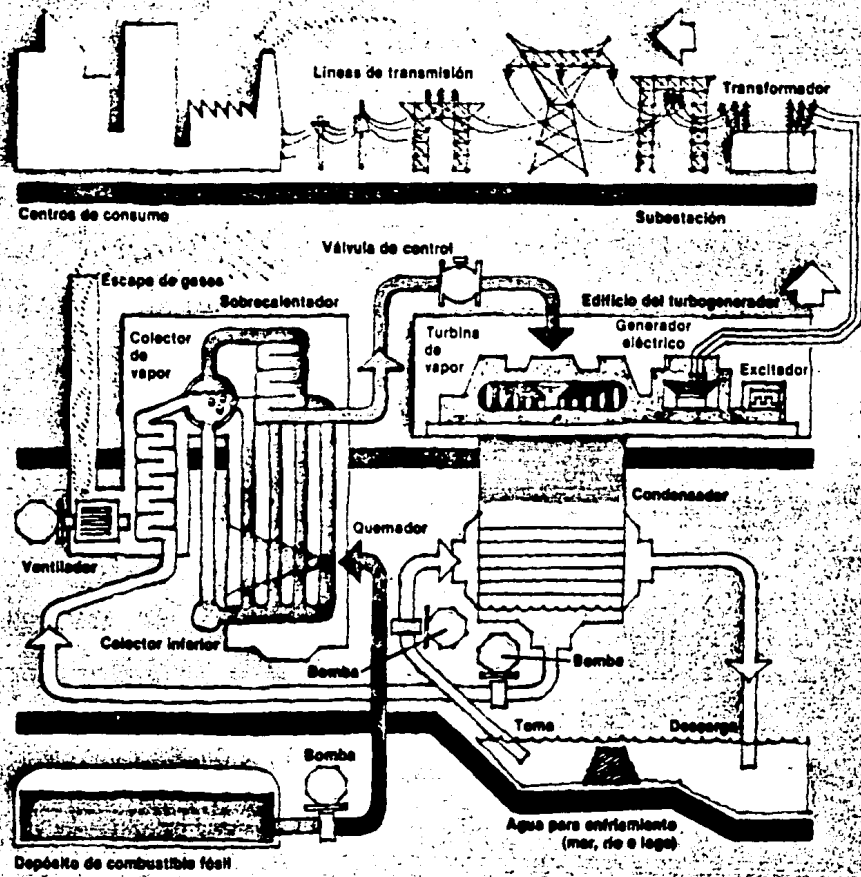 Líneas de transmisión
Transformador
Centros de consumo
Subestación
Válvula de control
Escape de gases
Sobrecalentador
Edificio del turbogenerador
Colector
de
vapor
Turbina
de
vapor
Generador
eléctrico
Excitador
Condensador
Quemador
Ventilador
Colector inferior
Bomba
Bomba
Toma
Descarga
Bomba
Agua para enfriamiento
(mar, río o lago)
Depósito de combustible fósil